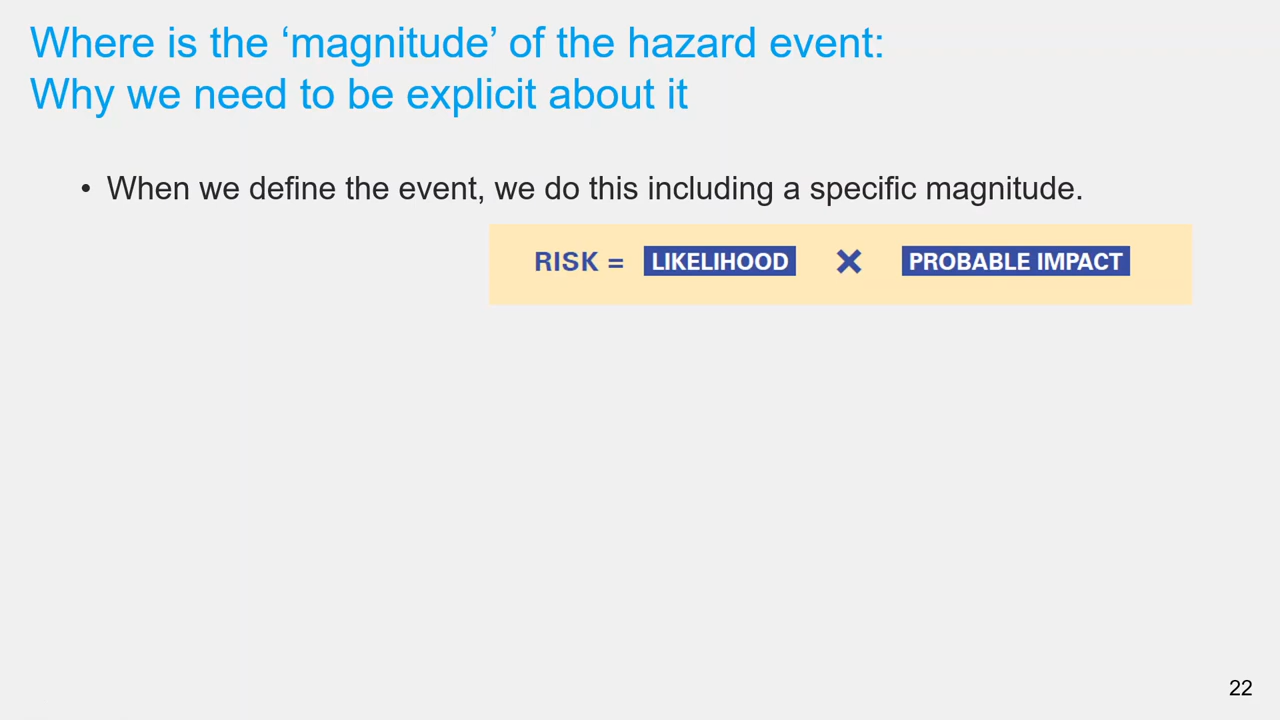 Where is the ‘magnitude’ of the hazard event:
Why we need to be explicit about it
• When we define the event, we do this including a specific magnitude.
RISK = LIKELIHOOD × PROBABLE IMPACT
22